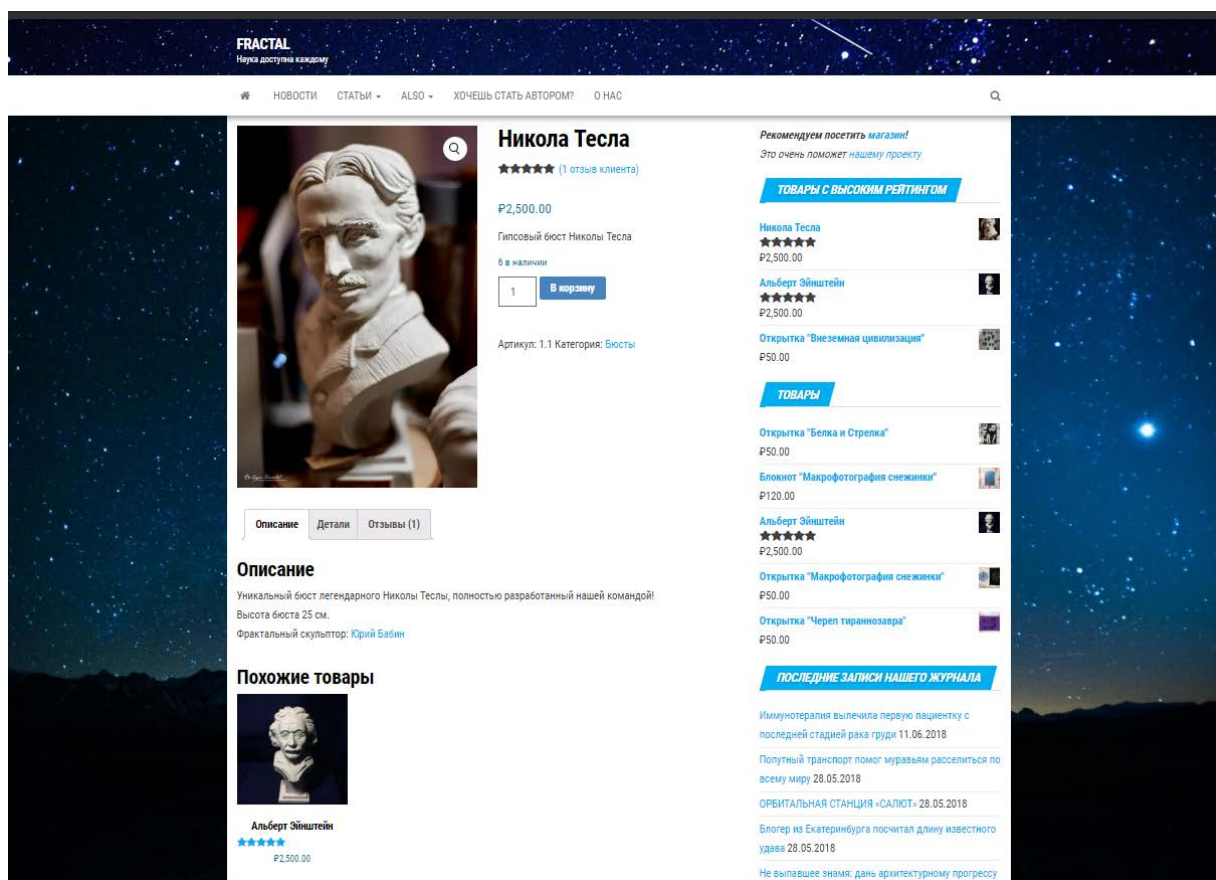 FRACTAL
Наука доступна каждому
НОВОСТИ СТАТЬИ ALSO ХОЧЕШЬ СТАТЬ АВТОРОМ? О НАС
Никола Тесла
(1 отзыв клиента)
₽2,500.00
Гипсовый бюст Николы Тесла
6 в наличии
1 В корзину
Артикул: 1.1 Категория: Бюсты
Описание Детали Отзывы (1)
Описание
Уникальный бюст легендарного Николы Теслы, полностью разработанный нашей командой!
Высота бюста 25 см.
Фрактальный скульптор: Юрий Бабин
Похожие товары
Альберт Эйнштейн
₽2,500.00
Рекомендуем посетить магазин!
Это очень поможет нашему проекту
ТОВАРЫ С ВЫСОКИМ РЕЙТИНГОМ
Никола Тесла
₽2,500.00
Альберт Эйнштейн
₽2,500.00
Открытка "Внеземная цивилизация"
₽50.00
ТОВАРЫ
Открытка "Белка и Стрелка"
₽50.00
Блокнот "Макрофотография снежинки"
₽120.00
Альберт Эйнштейн
₽2,500.00
Открытка "Макрофотография снежинки"
₽50.00
Открытка "Череп тираннозавра"
₽50.00
ПОСЛЕДНИЕ ЗАПИСИ НАШЕГО ЖУРНАЛА
Иммунотерапия вылечила первую пациентку с
последней стадией рака груди 11.06.2018
Попутный транспорт помог муравьям расселиться по
всему миру 28.05.2018
ОРБИТАЛЬНАЯ СТАНЦИЯ «САЛЮТ» 28.05.2018
Блогер из Екатеринбурга посчитал длину известного
удава 28.05.2018
Не выпавшее знамя: дань архитектурному прогрессу